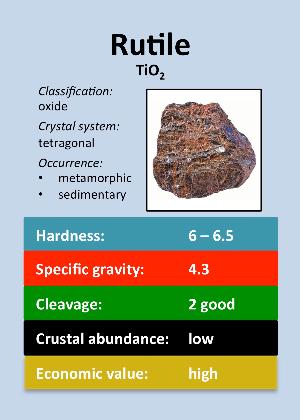 Rutile
TiO₂
Classification:
oxide
Crystal system:
tetragonal
Occurrence:
• metamorphic
• sedimentary
Hardness: 6 – 6.5
Specific gravity: 4.3
Cleavage: 2 good
Crustal abundance: low
Economic value: high